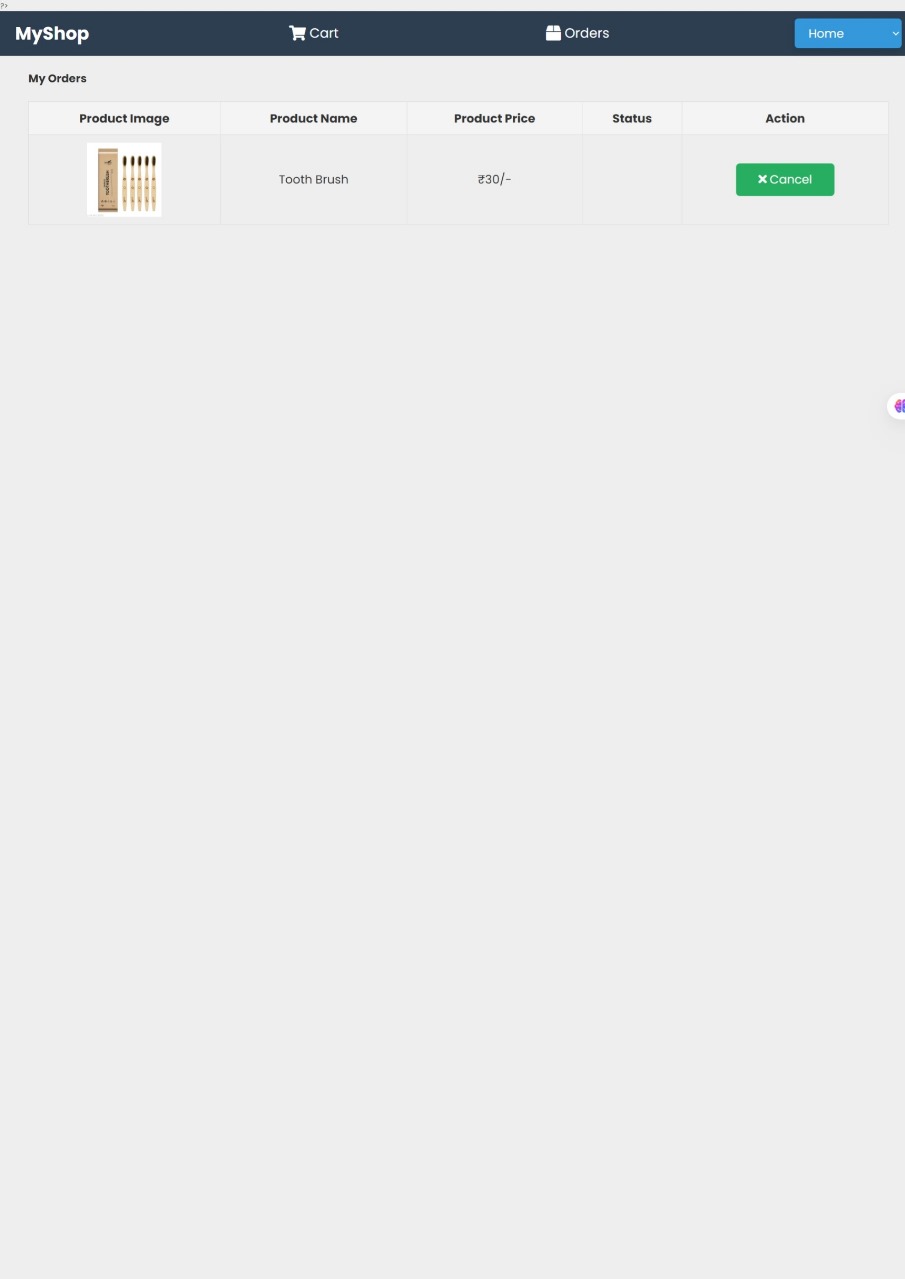 ?>
MyShop Cart Orders Home
My Orders
Product Image Product Name Product Price Status Action
Tooth Brush ₹30/- Cancel